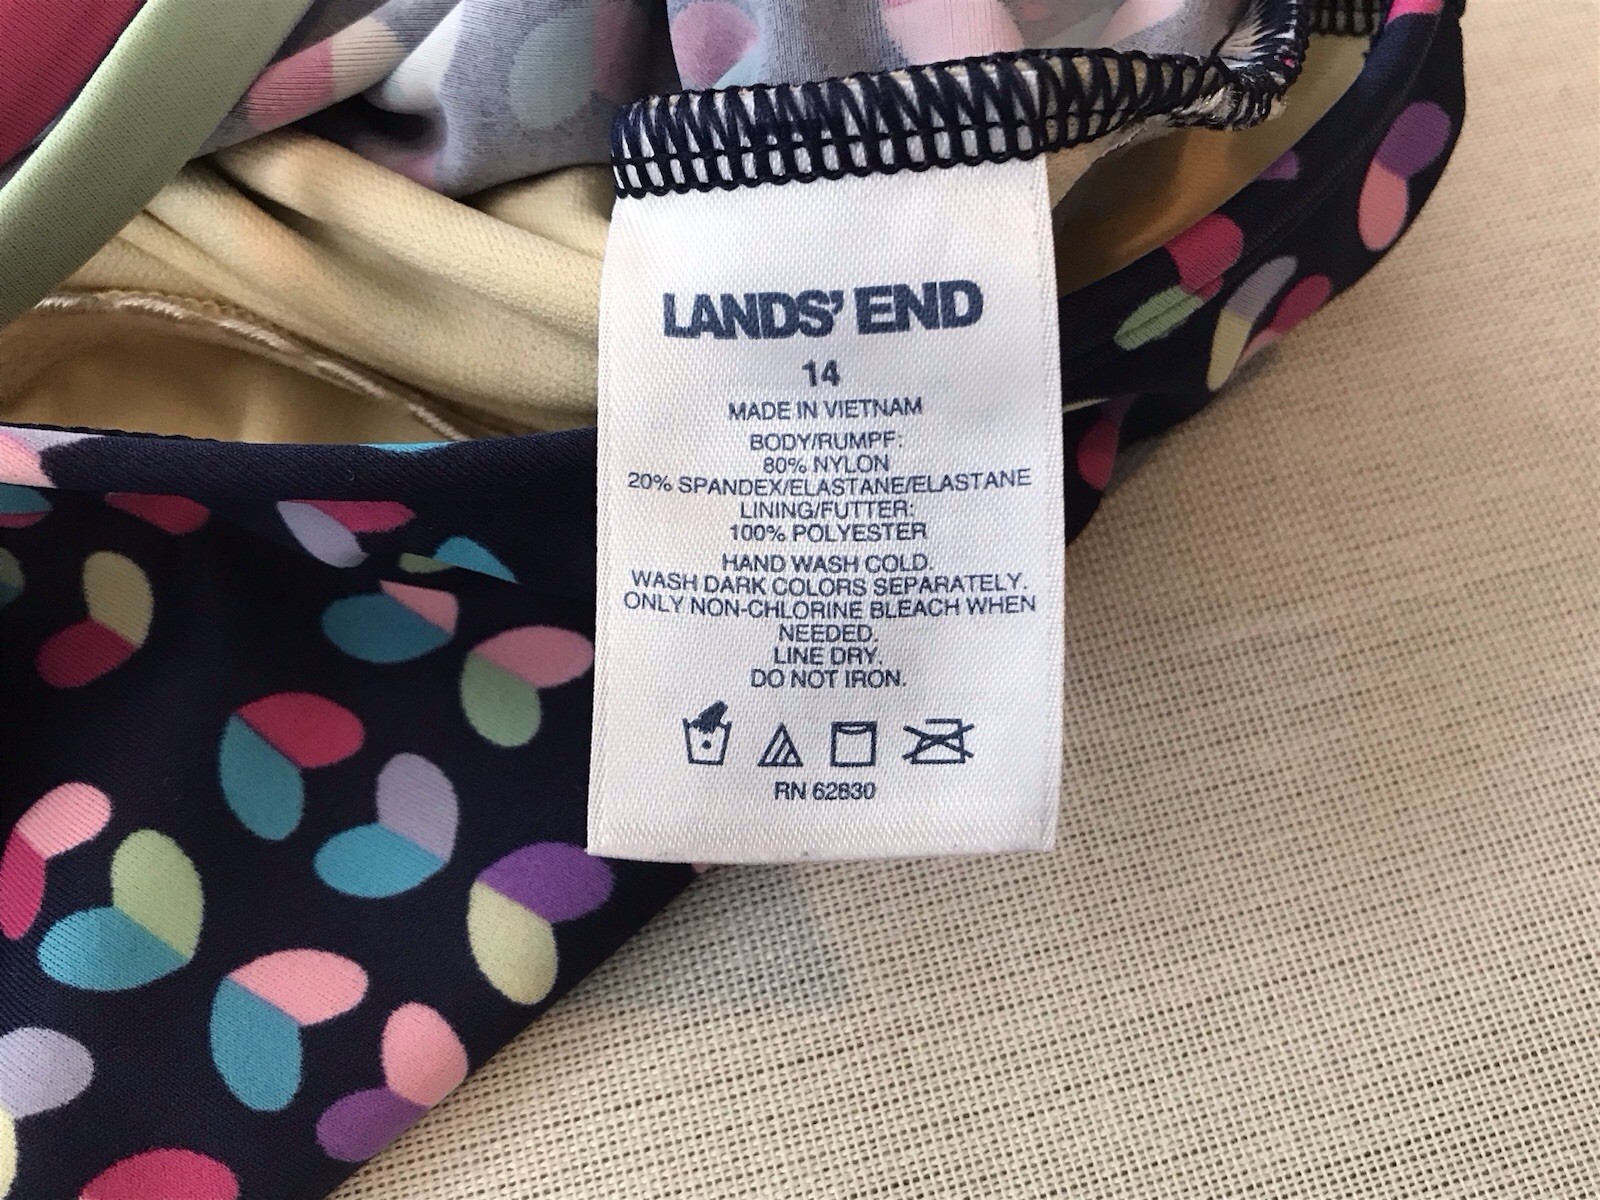 LANDS' END
14
MADE IN VIETNAM
BODY/RUMPF:
80% NYLON
20% SPANDEX/ELASTANE/ELASTANE
LINING/FUTTER:
100% POLYESTER
HAND WASH COLD.
WASH DARK COLORS SEPARATELY.
ONLY NON-CHLORINE BLEACH WHEN
NEEDED.
LINE DRY.
DO NOT IRON.
RN 62830